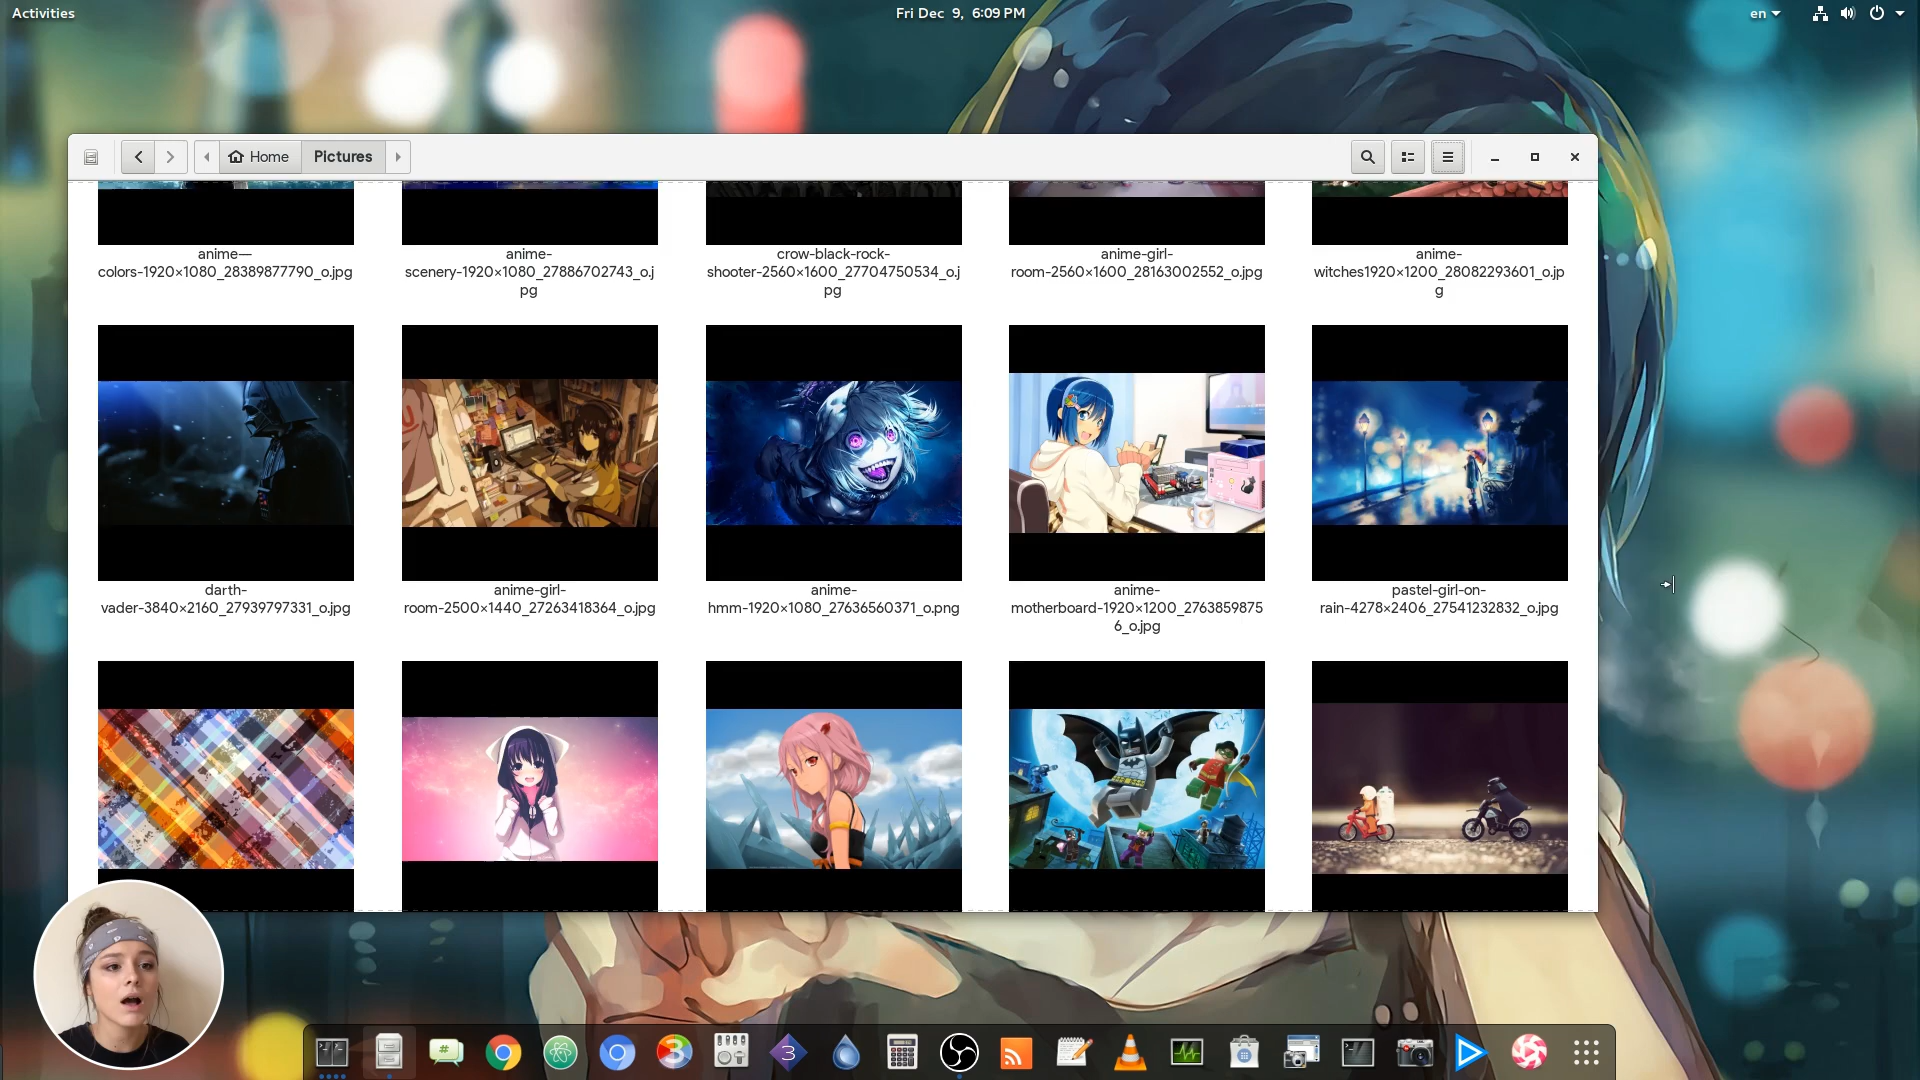 Activities
Fri Dec  9,  6:09 PM
en
Home
Pictures
anime—
colors-1920×1080_28389877790_o.jpg
anime-
scenery-1920×1080_27886702743_o.j
pg
crow-black-rock-
shooter-2560×1600_27704750534_o.j
pg
anime-girl-
room-2560×1600_28163002552_o.jpg
anime-
witches1920×1200_28082293601_o.jp
g
darth-
vader-3840×2160_27939797331_o.jpg
anime-girl-
room-2500×1440_27263418364_o.jpg
anime-
hmm-1920×1080_27636560371_o.png
anime-
motherboard-1920×1200_2763859875
6_o.jpg
pastel-girl-on-
rain-4278×2406_27541232832_o.jpg
#
3
3